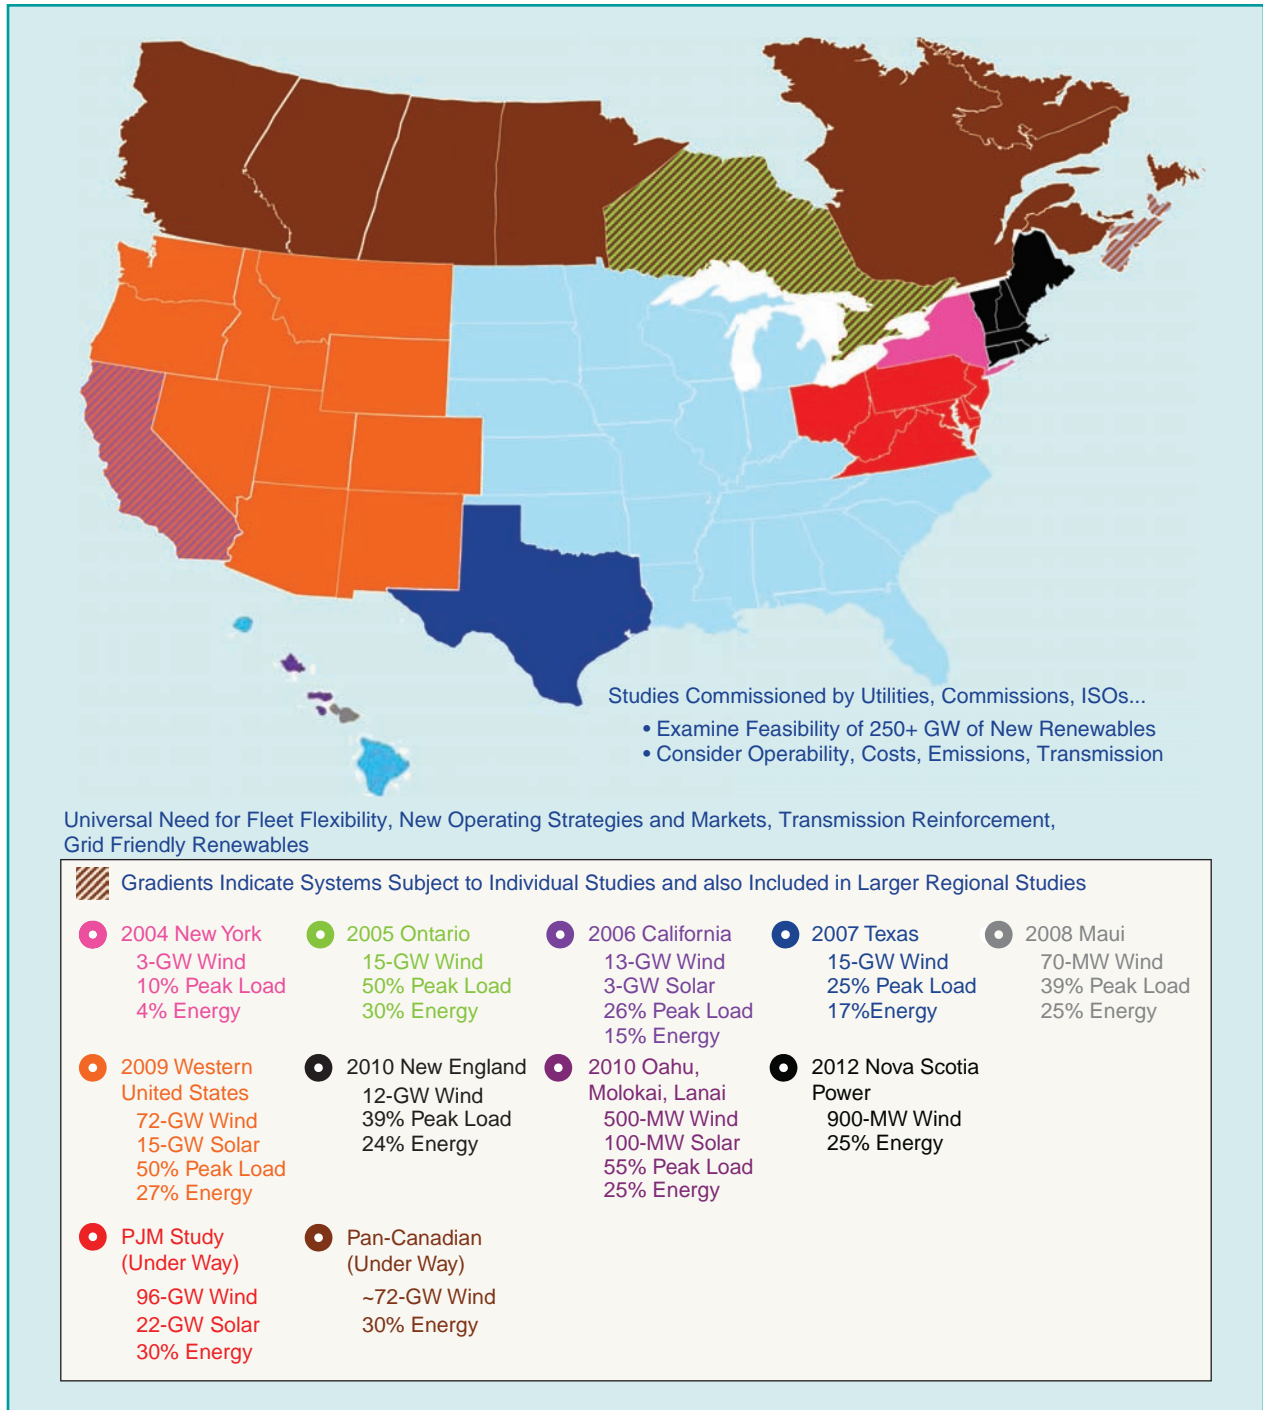 Studies Commissioned by Utilities, Commissions, ISOs...
• Examine Feasibility of 250+ GW of New Renewables
• Consider Operability, Costs, Emissions, Transmission
Universal Need for Fleet Flexibility, New Operating Strategies and Markets, Transmission Reinforcement,
Grid Friendly Renewables
Gradients Indicate Systems Subject to Individual Studies and also Included in Larger Regional Studies
2004 New York
3-GW Wind
10% Peak Load
4% Energy
2005 Ontario
15-GW Wind
50% Peak Load
30% Energy
2006 California
13-GW Wind
3-GW Solar
26% Peak Load
15% Energy
2007 Texas
15-GW Wind
25% Peak Load
17%Energy
2008 Maui
70-MW Wind
39% Peak Load
25% Energy
2009 Western
United States
72-GW Wind
15-GW Solar
50% Peak Load
27% Energy
2010 New England
12-GW Wind
39% Peak Load
24% Energy
2010 Oahu,
Molokai, Lanai
500-MW Wind
100-MW Solar
55% Peak Load
25% Energy
2012 Nova Scotia
Power
900-MW Wind
25% Energy
PJM Study
(Under Way)
96-GW Wind
22-GW Solar
30% Energy
Pan-Canadian
(Under Way)
~72-GW Wind
30% Energy